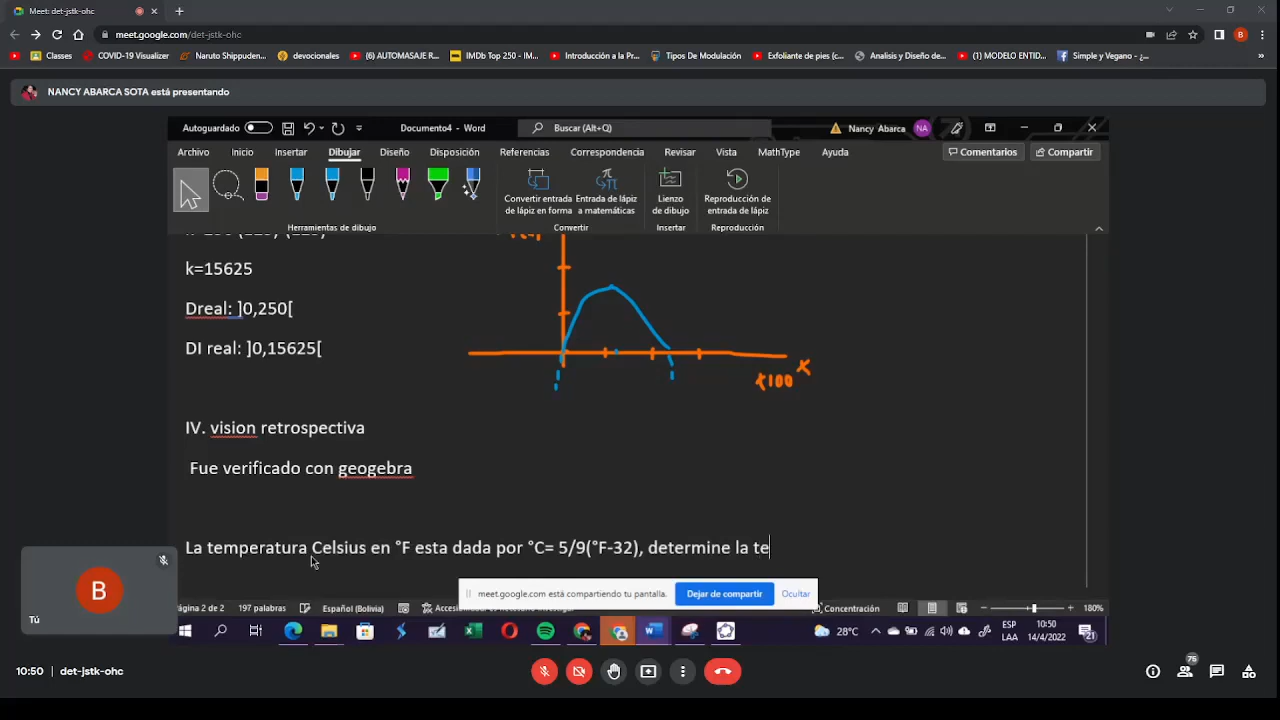 Meet: det-jstk-ohc
meet.google.com/det-jstk-ohc
Classes COVID-19 Visualizer Naruto Shippuden... devocionales (6) AUTOMASAJE R... IMDb Top 250 - IM... Introducción a la Pr... Tipos De Modulación Exfoliante de pies (c... Analisis y Diseño de... (1) MODELO ENTID... Simple y Vegano - ¿... »
NANCY ABARCA SOTA está presentando
Autoguardado Documento4 - Word Buscar (Alt+Q) Nancy Abarca NA
Archivo Inicio Insertar Dibujar Diseño Disposición Referencias Correspondencia Revisar Vista MathType Ayuda Comentarios Compartir
Convertir entrada de lápiz en forma
Entrada de lápiz a matemáticas
Lienzo de dibujo
Reproducción de entrada de lápiz
Herramientas de dibujo Convertir Insertar Reproducción
k=15625
Dreal: ]0,250[
DI real: ]0,15625[
x
x100
IV. vision retrospectiva
Fue verificado con geogebra
La temperatura Celsius en °F esta dada por °C= 5/9(°F-32), determine la te
B
Tú
meet.google.com está compartiendo tu pantalla. Dejar de compartir Ocultar
Página 2 de 2 197 palabras Español (Bolivia) Concentración 180%
28°C ESP LAA 10:50 14/4/2022 21
10:50 | det-jstk-ohc 75